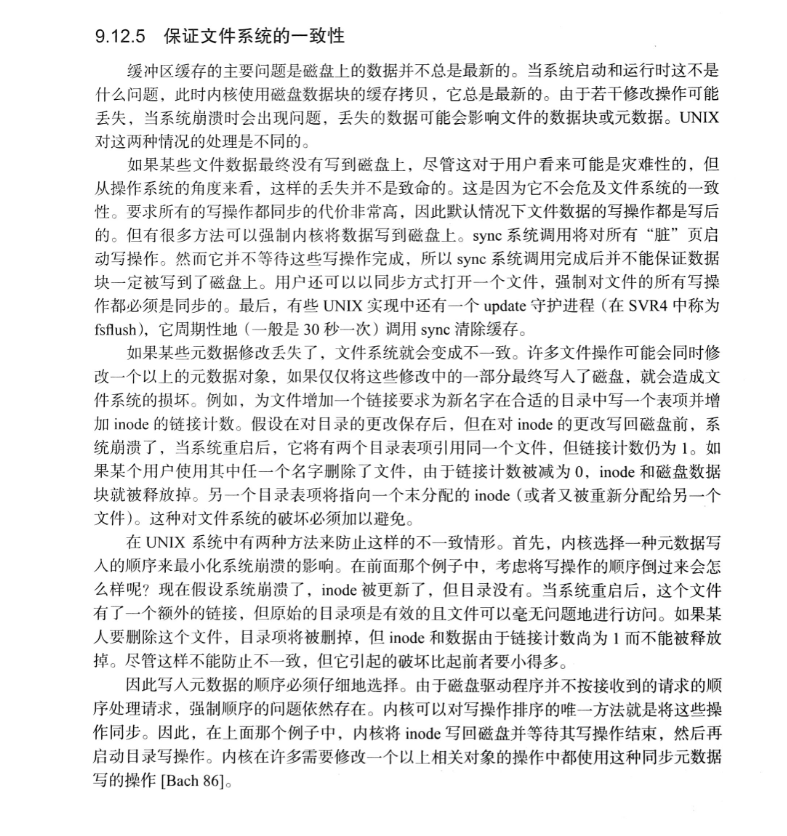 9.12.5 保证文件系统的一致性
缓冲区缓存的主要问题是磁盘上的数据并不总是最新的。当系统启动和运行时这不是
什么问题，此时内核使用磁盘数据块的缓存拷贝，它总是最新的。由于若干修改操作可能
丢失，当系统崩溃时会出现问题，丢失的数据可能会影响文件的数据块或元数据。UNIX
对这两种情况的处理是不同的。
如果某些文件数据最终没有写到磁盘上，尽管这对于用户看来可能是灾难性的，但
从操作系统的角度来看，这样的丢失并不是致命的。这是因为它不会危及文件系统的一致
性。要求所有的写操作都同步的代价非常高，因此默认情况下文件数据的写操作都是写后
的。但有很多方法可以强制内核将数据写到磁盘上。sync 系统调用将对所有“脏”页启
动写操作。然而它并不等待这些写操作完成，所以 sync 系统调用完成后并不能保证数据
块一定被写到了磁盘上。用户还可以以同步方式打开一个文件，强制对文件的所有写操
作都必须是同步的。最后，有些 UNIX 实现中还有一个 update 守护进程（在 SVR4 中称为
fsflush），它周期性地（一般是 30 秒一次）调用 sync 清除缓存。
如果某些元数据修改丢失了，文件系统就会变成不一致。许多文件操作可能会同时修
改一个以上的元数据对象，如果仅仅将这些修改中的一部分最终写入了磁盘，就会造成文
件系统的损坏。例如，为文件增加一个链接要求为新名字在合适的目录中写一个表项并增
加 inode 的链接计数。假设在对目录的更改保存后，但在对 inode 的更改写回磁盘前，系
统崩溃了，当系统重启后，它将有两个目录表项引用同一个文件，但链接计数仍为 1。如
果某个用户使用其中任一个名字删除了文件，由于链接计数被减为 0，inode 和磁盘数据
块就被释放掉。另一个目录表项将指向一个末分配的 inode（或者又被重新分配给另一个
文件）。这种对文件系统的破坏必须加以避免。
在 UNIX 系统中有两种方法来防止这样的不一致情形。首先，内核选择一种元数据写
入的顺序来最小化系统崩溃的影响。在前面那个例子中，考虑将写操作的顺序倒过来会怎
么样呢？现在假设系统崩溃了，inode 被更新了，但目录没有。当系统重启后，这个文件
有了一个额外的链接，但原始的目录项是有效的且文件可以毫无问题地进行访问。如果某
人要删除这个文件，目录项将被删掉，但 inode 和数据由于链接计数尚为 1 而不能被释放
掉。尽管这样不能防止不一致，但它引起的破坏比起前者要小得多。
因此写入元数据的顺序必须仔细地选择。由于磁盘驱动程序并不按接收到的请求的顺
序处理请求，强制顺序的问题依然存在。内核可以对写操作排序的唯一方法就是将这些操
作同步。因此，在上面那个例子中，内核将 inode 写回磁盘并等待其写操作结束，然后再
启动目录写操作。内核在许多需要修改一个以上相关对象的操作中都使用这种同步元数据
写的操作 [Bach 86]。